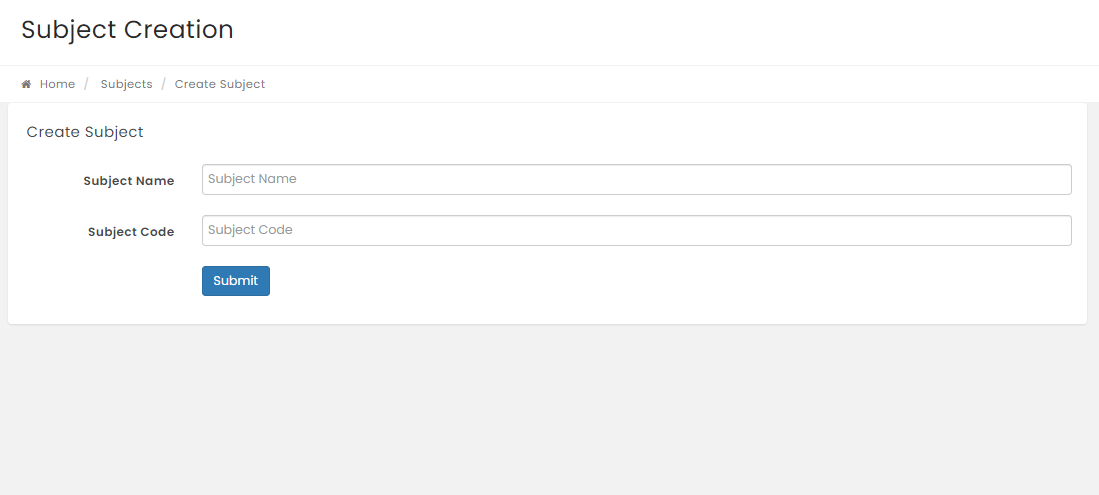 Subject Creation
Home / Subjects / Create Subject
Create Subject
Subject Name Subject Name
Subject Code Subject Code
Submit